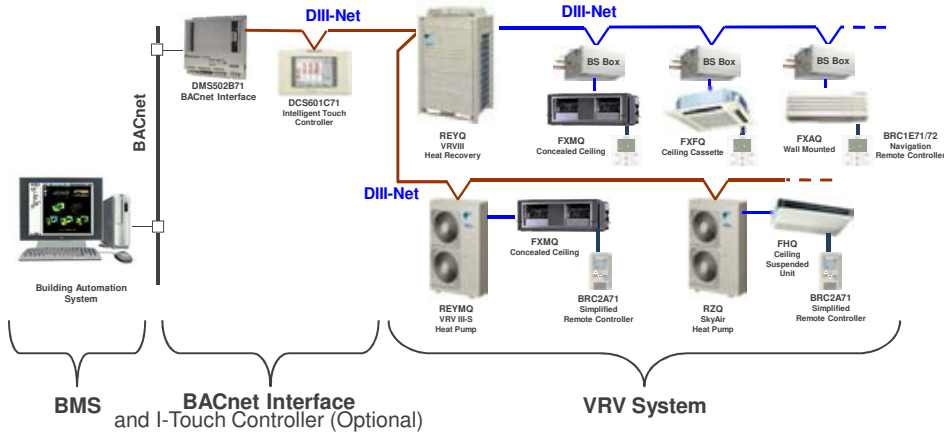 DIII-Net
DIII-Net
BS Box
BS Box
BS Box
DMS502B71
BACnet Interface
DCS601C71
Intelligent Touch
Controller
BACnet
REYQ
VRVIII
Heat Recovery
FXMQ
Concealed Ceiling
FXFQ
Ceiling Cassette
FXAQ
Wall Mounted
BRC1E71/72
Navigation
Remote Controller
DIII-Net
Building Automation
System
FXMQ
Concealed Ceiling
FHQ
Ceiling
Suspended
Unit
REYMQ
VRV III-S
Heat Pump
BRC2A71
Simplified
Remote Controller
RZQ
SkyAir
Heat Pump
BRC2A71
Simplified
Remote Controller
BMS
BACnet Interface
and I-Touch Controller (Optional)
VRV System